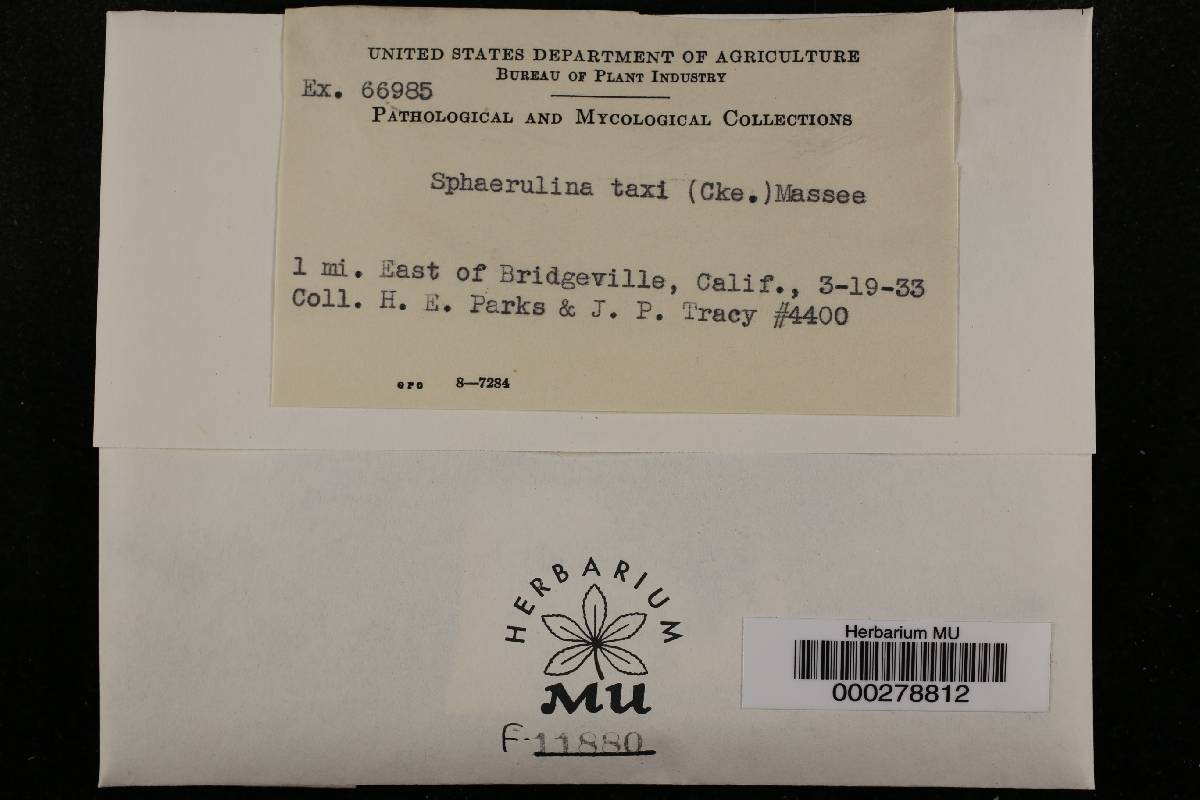 UNITED STATES DEPARTMENT OF AGRICULTURE
BUREAU OF PLANT INDUSTRY
Ex. 66985
PATHOLOGICAL AND MYCOLOGICAL COLLECTIONS
Sphaerulina taxi (Cke.)Massee
1 mi. East of Bridgeville, Calif., 3-19-33
Coll. H. E. Parks & J. P. Tracy #4400
GPO 8—7284
HERBARIUM
MU
F-11880
Herbarium MU
000278812